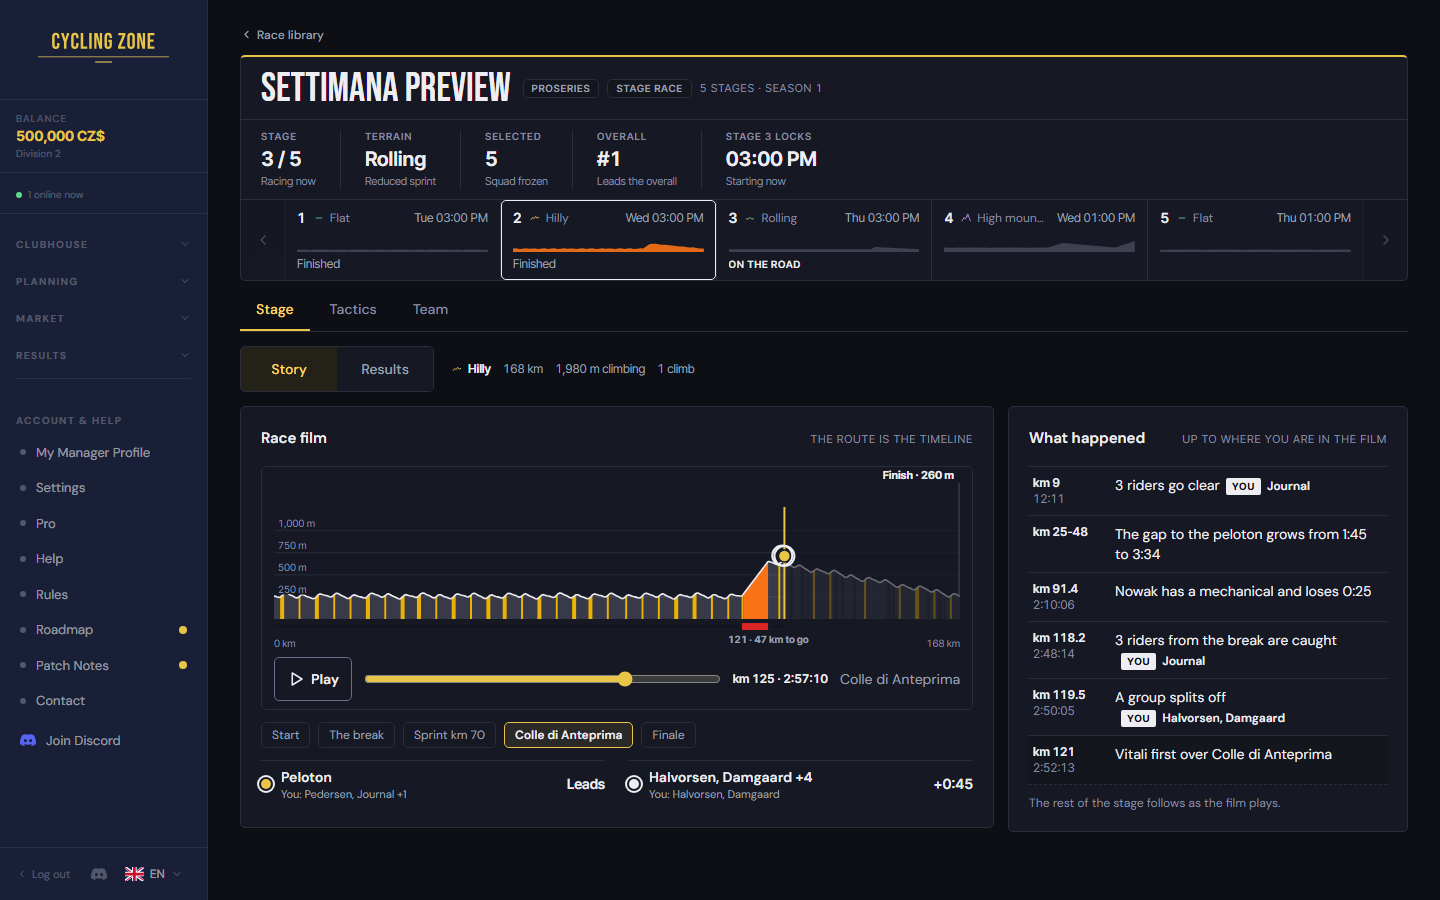 CYCLING ZONE
BALANCE
500,000 CZ$
Division 2
1 online now
CLUBHOUSE
PLANNING
MARKET
RESULTS
ACCOUNT & HELP
My Manager Profile
Settings
Pro
Help
Rules
Roadmap
Patch Notes
Contact
Join Discord
Log out
EN
Race library
SETTIMANA PREVIEW
PROSERIES
STAGE RACE
5 STAGES · SEASON 1
STAGE
3 / 5
Racing now
TERRAIN
Rolling
Reduced sprint
SELECTED
5
Squad frozen
OVERALL
#1
Leads the overall
STAGE 3 LOCKS
03:00 PM
Starting now
1 Flat Tue 03:00 PM
Finished
2 Hilly Wed 03:00 PM
Finished
3 Rolling Thu 03:00 PM
ON THE ROAD
4 High moun... Wed 01:00 PM
5 Flat Thu 01:00 PM
Stage
Tactics
Team
Story
Results
Hilly 168 km 1,980 m climbing 1 climb
Race film
THE ROUTE IS THE TIMELINE
Finish · 260 m
1,000 m
750 m
500 m
250 m
121 · 47 km to go
0 km
168 km
Play
km 125 · 2:57:10 Colle di Anteprima
Start
The break
Sprint km 70
Colle di Anteprima
Finale
Peloton
You: Pedersen, Journal +1
Leads
Halvorsen, Damgaard +4
You: Halvorsen, Damgaard
+0:45
What happened
UP TO WHERE YOU ARE IN THE FILM
km 9
12:11
3 riders go clear YOU Journal
km 25-48
The gap to the peloton grows from 1:45
to 3:34
km 91.4
2:10:06
Nowak has a mechanical and loses 0:25
km 118.2
2:48:14
3 riders from the break are caught
YOU Journal
km 119.5
2:50:05
A group splits off
YOU Halvorsen, Damgaard
km 121
2:52:13
Vitali first over Colle di Anteprima
The rest of the stage follows as the film plays.